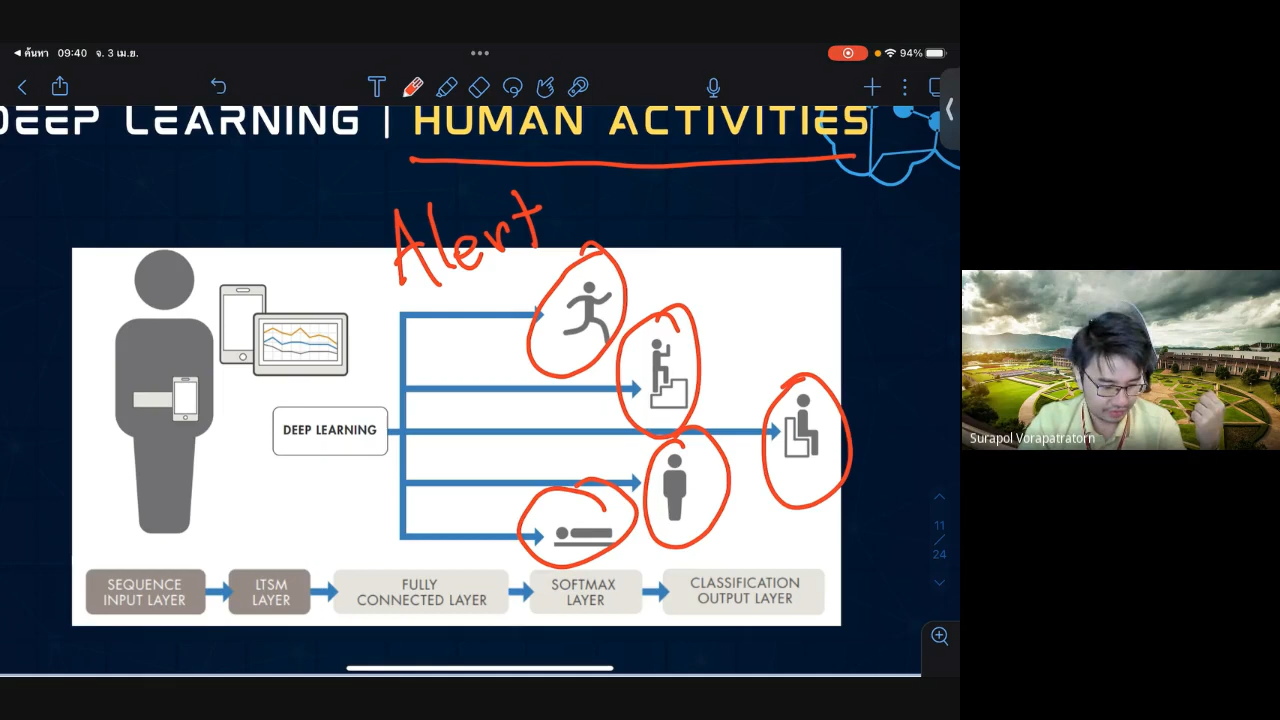 ค้นหา 09:40 จ. 3 เม.ย. 94%
DEEP LEARNING | HUMAN ACTIVITIES
Alert
DEEP LEARNING
SEQUENCE
INPUT LAYER
LTSM
LAYER
FULLY
CONNECTED LAYER
SOFTMAX
LAYER
CLASSIFICATION
OUTPUT LAYER
11
/
24
Surapol Vorapatratorn